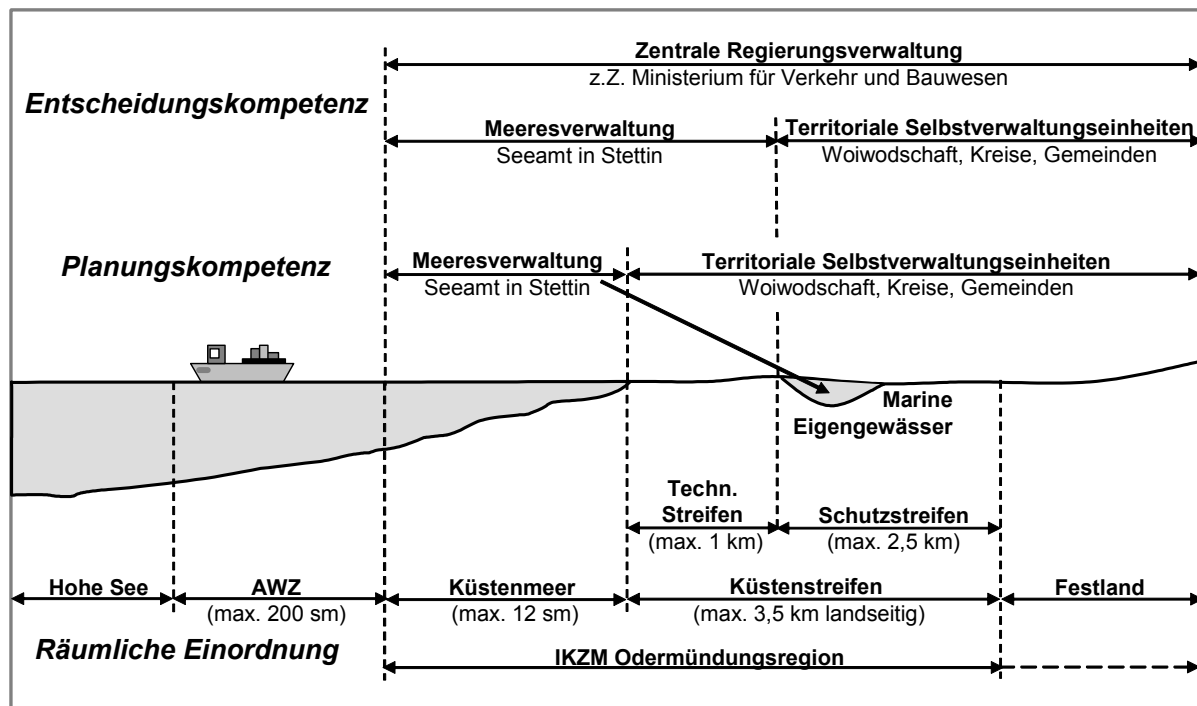 Zentrale Regierungsverwaltung
z.Z. Ministerium für Verkehr und Bauwesen
Entscheidungskompetenz
Meeresverwaltung
Seeamt in Stettin
Territoriale Selbstverwaltungseinheiten
Woiwodschaft, Kreise, Gemeinden
Planungskompetenz
Meeresverwaltung
Seeamt in Stettin
Territoriale Selbstverwaltungseinheiten
Woiwodschaft, Kreise, Gemeinden
Marine
Eigengewässer
Techn.
Streifen
(max. 1 km)
Schutzstreifen
(max. 2,5 km)
Hohe See
AWZ
(max. 200 sm)
Küstenmeer
(max. 12 sm)
Küstenstreifen
(max. 3,5 km landseitig)
Festland
Räumliche Einordnung
IKZM Odermündungsregion